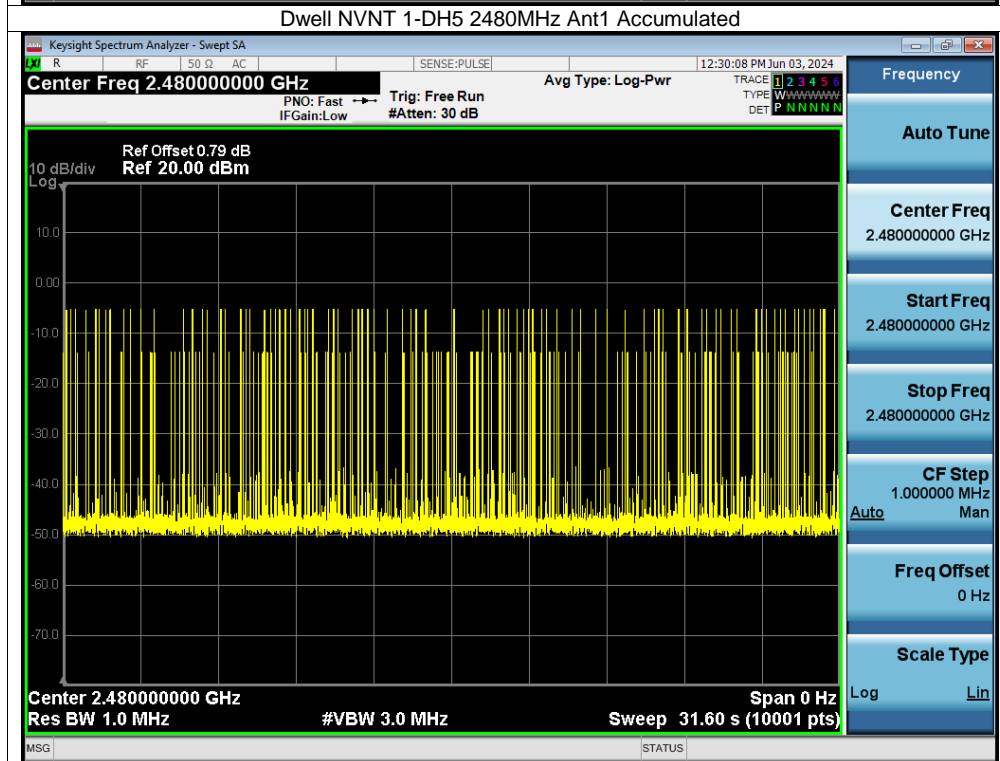 Dwell NVNT 1-DH5 2480MHz Ant1 Accumulated
Keysight Spectrum Analyzer - Swept SA
LXI R RF 50 Ω AC SENSE:PULSE 12:30:08 PM Jun 03, 2024
Center Freq 2.480000000 GHz
PNO: Fast
IFGain:Low
Trig: Free Run
#Atten: 30 dB
Avg Type: Log-Pwr
TRACE 1 2 3 4 5 6
TYPE WWWWWW
DET P N N N N N
Ref Offset 0.79 dB
10 dB/div Ref 20.00 dBm
Log
10.0
0.00
-10.0
-20.0
-30.0
-40.0
-50.0
-60.0
-70.0
Center 2.480000000 GHz Span 0 Hz
Res BW 1.0 MHz #VBW 3.0 MHz Sweep 31.60 s (10001 pts)
MSG STATUS
Frequency
Auto Tune
Center Freq
2.480000000 GHz
Start Freq
2.480000000 GHz
Stop Freq
2.480000000 GHz
CF Step
1.000000 MHz
Auto Man
Freq Offset
0 Hz
Scale Type
Log Lin